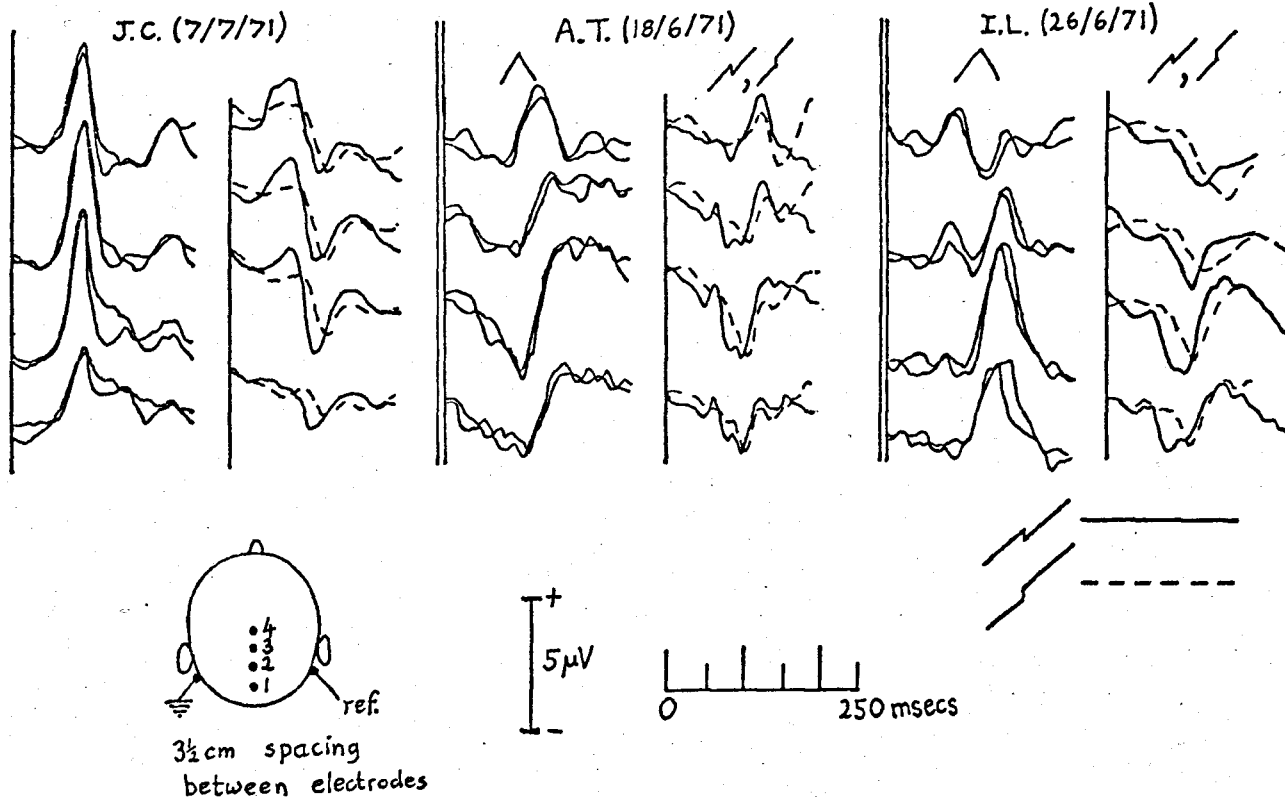 J.C. (7/7/71)
A.T. (18/6/71)
I.L. (26/6/71)
4
3
2
1
ref.
3½ cm spacing
between electrodes
+
5μV
-
0
250 msecs